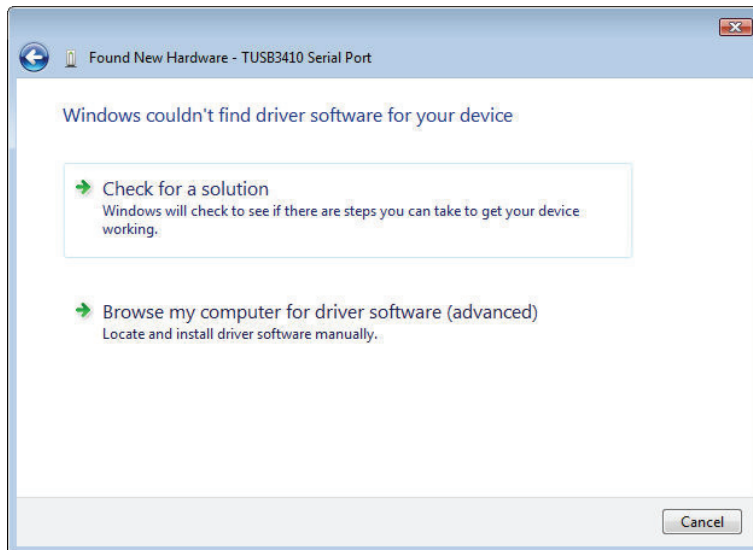 Found New Hardware - TUSB3410 Serial Port
Windows couldn't find driver software for your device
Check for a solution
Windows will check to see if there are steps you can take to get your device
working.
Browse my computer for driver software (advanced)
Locate and install driver software manually.
Cancel